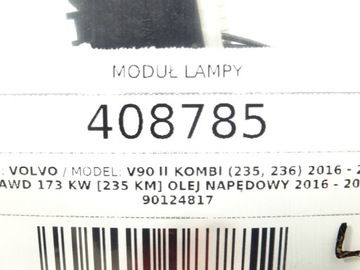 MODUŁ LAMPY
408785
: VOLVO / MODEL: V90 II KOMBI (235, 236) 2016 - 2
AWD 173 KW [235 KM] OLEJ NAPĘDOWY 2016 - 20
90124817